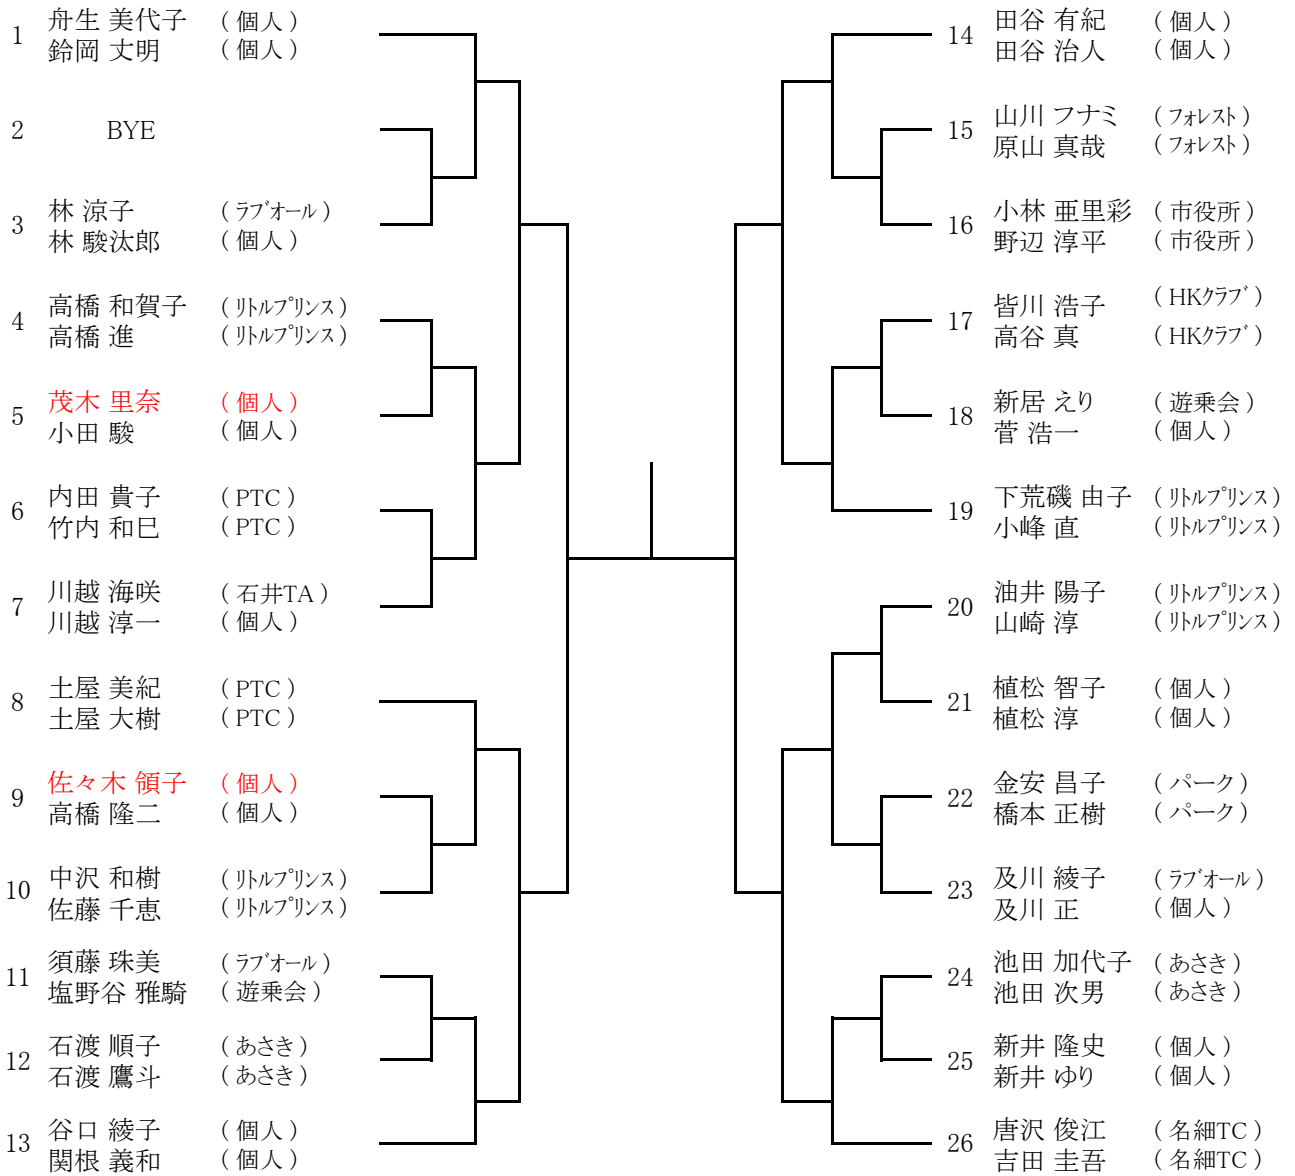 1 舟生 美代子 ( 個人 )
鈴岡 丈明 ( 個人 )
2 BYE
3 林 涼子 ( ﾗﾌﾞｵｰﾙ )
林 駿汰郎 ( 個人 )
4 高橋 和賀子 ( ﾘﾄﾙﾌﾟﾘﾝｽ )
高橋 進 ( ﾘﾄﾙﾌﾟﾘﾝｽ )
5 茂木 里奈 ( 個人 )
小田 駿 ( 個人 )
6 内田 貴子 ( PTC )
竹内 和巳 ( PTC )
7 川越 海咲 ( 石井TA )
川越 淳一 ( 個人 )
8 土屋 美紀 ( PTC )
土屋 大樹 ( PTC )
9 佐々木 領子 ( 個人 )
高橋 隆二 ( 個人 )
10 中沢 和樹 ( ﾘﾄﾙﾌﾟﾘﾝｽ )
佐藤 千恵 ( ﾘﾄﾙﾌﾟﾘﾝｽ )
11 須藤 珠美 ( ﾗﾌﾞｵｰﾙ )
塩野谷 雅騎 ( 遊乗会 )
12 石渡 順子 ( あさき )
石渡 鷹斗 ( あさき )
13 谷口 綾子 ( 個人 )
関根 義和 ( 個人 )
14 田谷 有紀 ( 個人 )
田谷 治人 ( 個人 )
15 山川 フナミ ( ﾌｫﾚｽﾄ )
原山 真哉 ( ﾌｫﾚｽﾄ )
16 小林 亜里彩 ( 市役所 )
野辺 淳平 ( 市役所 )
17 皆川 浩子 ( HKｸﾗﾌﾞ )
高谷 真 ( HKｸﾗﾌﾞ )
18 新居 えり ( 遊乗会 )
菅 浩一 ( 個人 )
19 下荒磯 由子 ( ﾘﾄﾙﾌﾟﾘﾝｽ )
小峰 直 ( ﾘﾄﾙﾌﾟﾘﾝｽ )
20 油井 陽子 ( ﾘﾄﾙﾌﾟﾘﾝｽ )
山崎 淳 ( ﾘﾄﾙﾌﾟﾘﾝｽ )
21 植松 智子 ( 個人 )
植松 淳 ( 個人 )
22 金安 昌子 ( パーク )
橋本 正樹 ( パーク )
23 及川 綾子 ( ﾗﾌﾞｵｰﾙ )
及川 正 ( 個人 )
24 池田 加代子 ( あさき )
池田 次男 ( あさき )
25 新井 隆史 ( 個人 )
新井 ゆり ( 個人 )
26 唐沢 俊江 ( 名細TC )
吉田 圭吾 ( 名細TC )